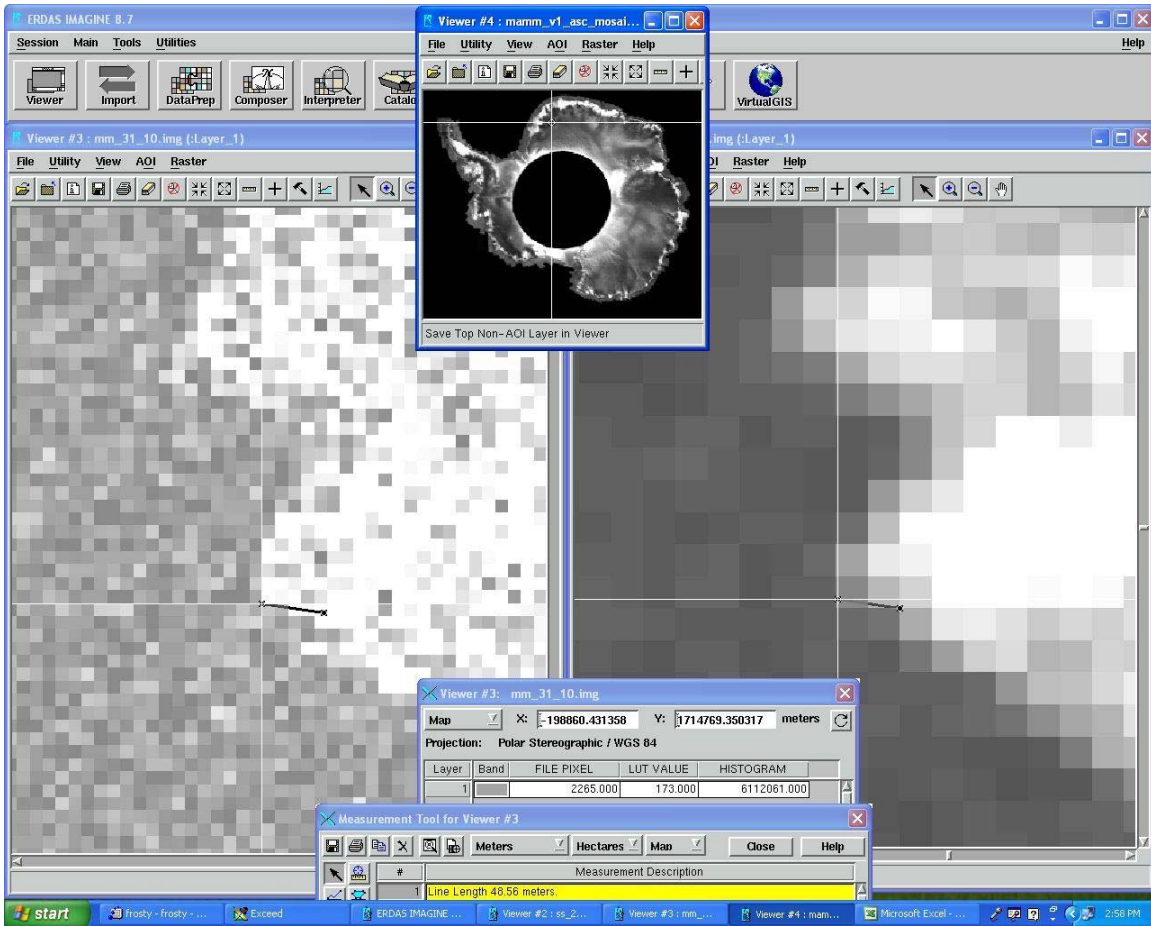 ERDAS IMAGINE 8.7
Session Main Tools Utilities Help
Viewer Import DataPrep Composer Interpreter VirtualGIS
Viewer #4 : mamm_v1_asc_mosai...
File Utility View AOI Raster Help
Save Top Non-AOI Layer in Viewer
Viewer #3 : mm_31_10.img (:Layer_1)
File Utility View AOI Raster
img (:Layer_1)
Raster Help
Viewer #3: mm_31_10.img
Map X: -198860.431358 Y: 1714769.350317 meters
Projection: Polar Stereographic / WGS 84
Layer Band FILE PIXEL LUT VALUE HISTOGRAM
1 2265.000 173.000 6112061.000
Measurement Tool for Viewer #3
Meters Hectares Map Close Help
# Measurement Description
1 Line Length 48.56 meters.
start frosty - frosty - ... Exceed ERDAS IMAGINE ... Viewer #2 : ss_2... Viewer #3 : mm_... Viewer #4 : mam... Microsoft Excel - ... 2:58 PM